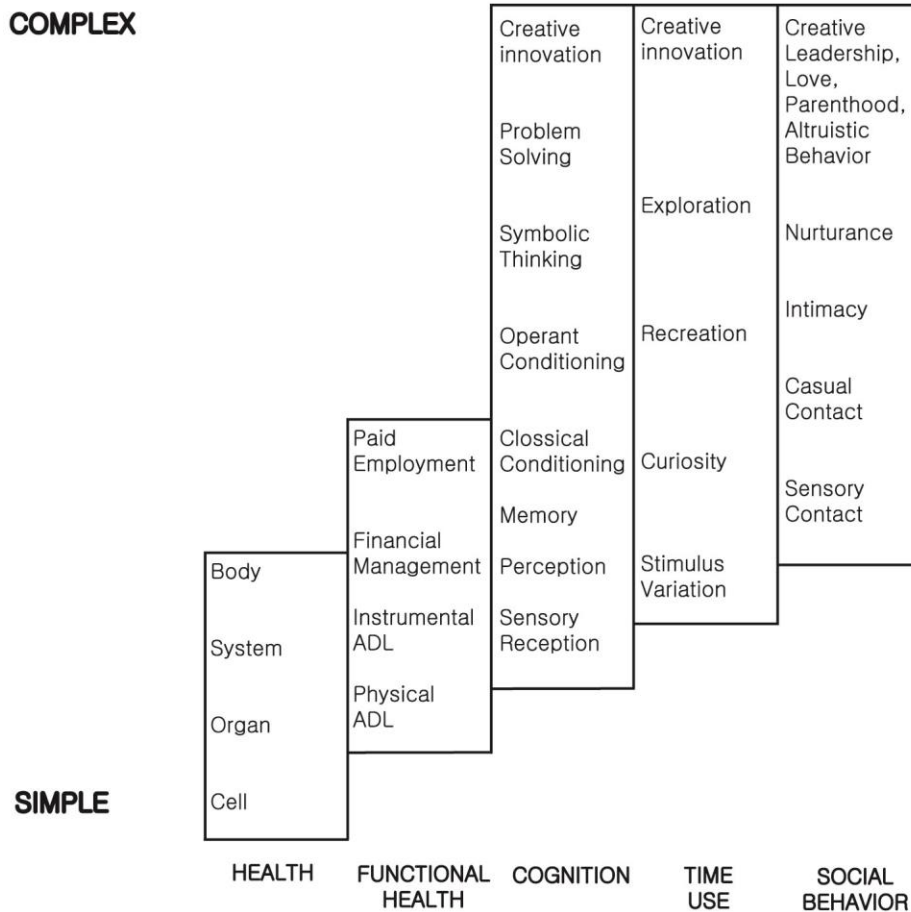 COMPLEX
SIMPLE
Body
System
Organ
Cell
HEALTH
Paid
Employment
Financial
Management
Instrumental
ADL
Physical
ADL
FUNCTIONAL
HEALTH
Creative
innovation
Problem
Solving
Symbolic
Thinking
Operant
Conditioning
Clossical
Conditioning
Memory
Perception
Sensory
Reception
COGNITION
Creative
innovation
Exploration
Recreation
Curiosity
Stimulus
Variation
TIME
USE
Creative
Leadership,
Love,
Parenthood,
Altruistic
Behavior
Nurturance
Intimacy
Casual
Contact
Sensory
Contact
SOCIAL
BEHAVIOR